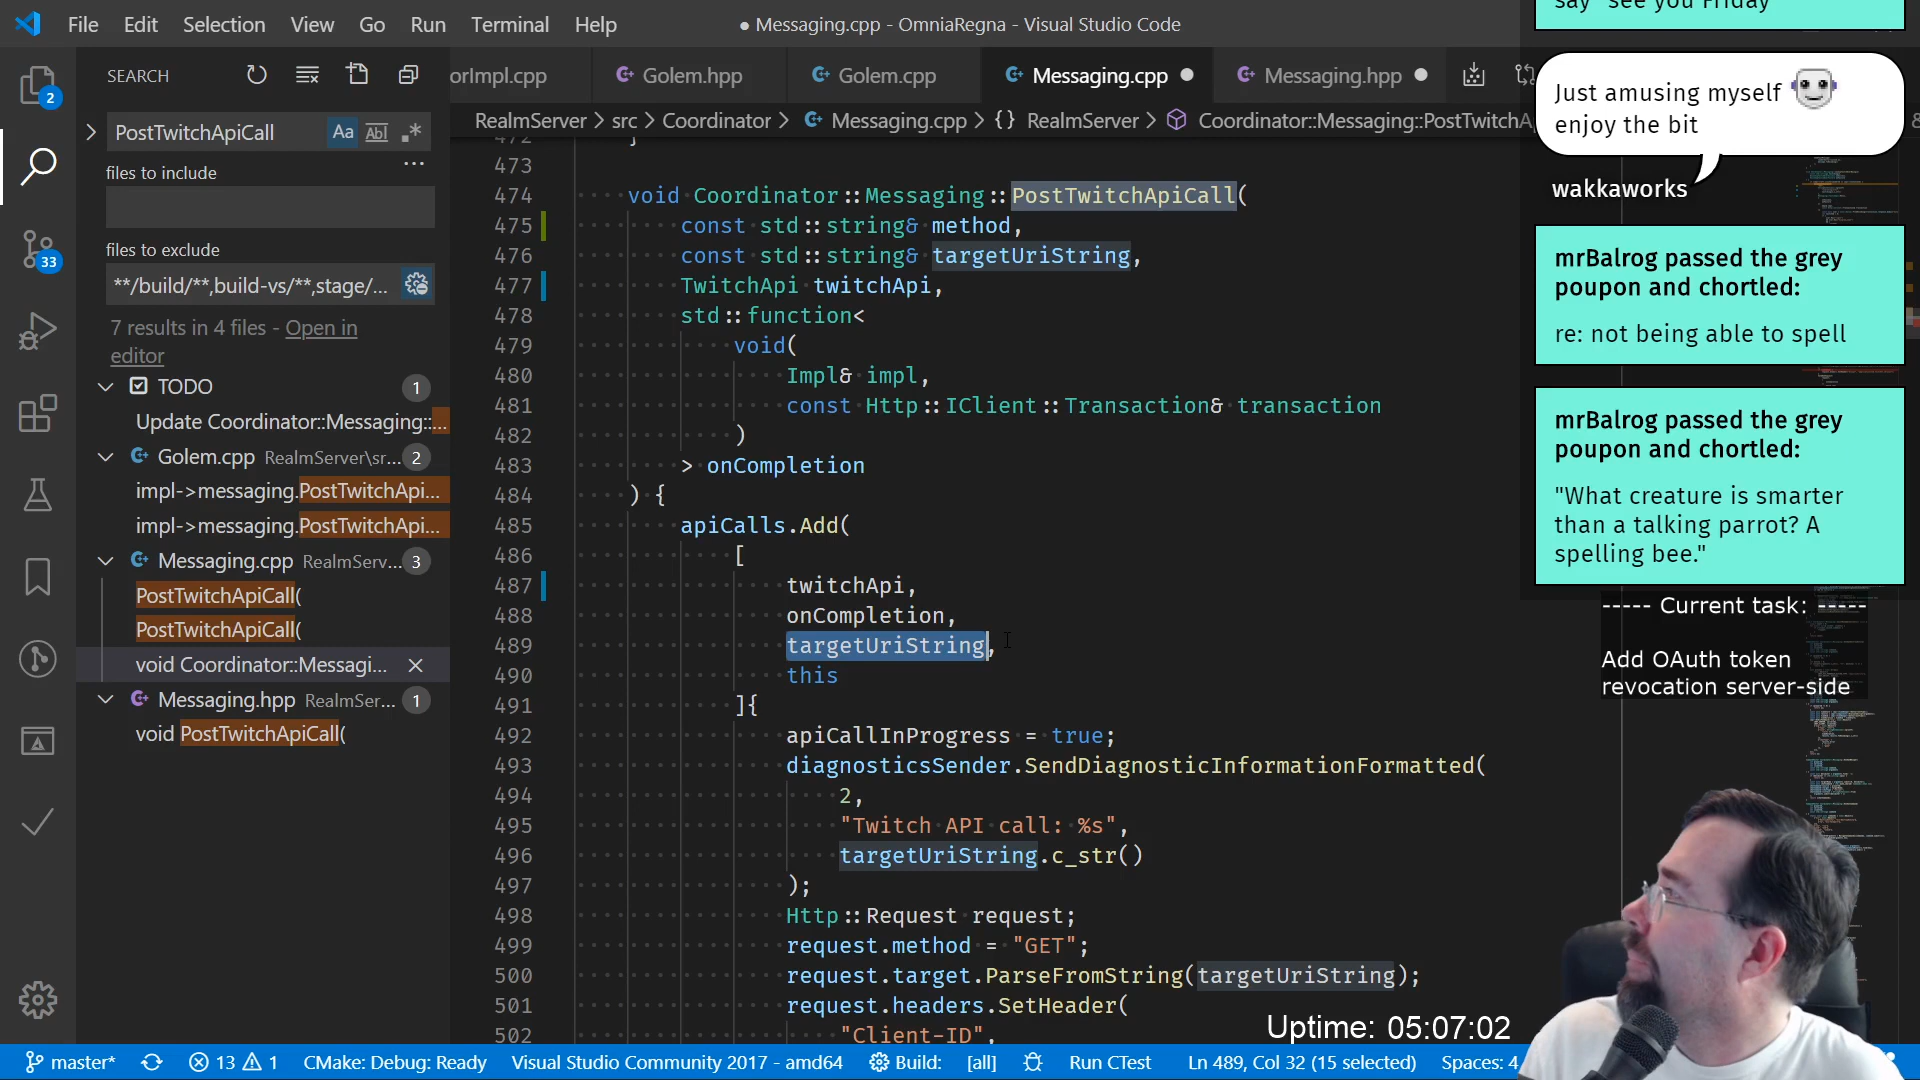 File Edit Selection View Go Run Terminal Help
● Messaging.cpp - OmniaRegna - Visual Studio Code
SEARCH
orImpl.cpp
Golem.hpp
Golem.cpp
Messaging.cpp
Messaging.hpp
RealmServer > src > Coordinator > Messaging.cpp > {} RealmServer > Coordinator::Messaging::PostTwitchAp
PostTwitchApiCall
Aa
Abl
files to include
files to exclude
**/build/**,build-vs/**,stage/...
7 results in 4 files - Open in
editor
TODO 1
Update Coordinator::Messaging::...
Golem.cpp RealmServer\sr... 2
impl->messaging.PostTwitchApi...
impl->messaging.PostTwitchApi...
Messaging.cpp RealmServ... 3
PostTwitchApiCall(
PostTwitchApiCall(
void Coordinator::Messagi...
Messaging.hpp RealmSer... 1
void PostTwitchApiCall(
2
33
472 }
473
474 void Coordinator::Messaging::PostTwitchApiCall(
475 const std::string& method,
476 const std::string& targetUriString,
477 TwitchApi twitchApi,
478 std::function<
479 void(
480 Impl& impl,
481 const Http::IClient::Transaction& transaction
482 )
483 > onCompletion
484 ) {
485 apiCalls.Add(
486 [
487 twitchApi,
488 onCompletion,
489 targetUriString,
490 this
491 ]{
492 apiCallInProgress = true;
493 diagnosticsSender.SendDiagnosticInformationFormatted(
494 2,
495 "Twitch API call: %s",
496 targetUriString.c_str()
497 );
498 Http::Request request;
499 request.method = "GET";
500 request.target.ParseFromString(targetUriString);
501 request.headers.SetHeader(
502 "Client-ID",
say "see you Friday"
Just amusing myself
enjoy the bit
wakkaworks
mrBalrog passed the grey
poupon and chortled:
re: not being able to spell
mrBalrog passed the grey
poupon and chortled:
"What creature is smarter
than a talking parrot? A
spelling bee."
----- Current task: -----
Add OAuth token
revocation server-side
Uptime: 05:07:02
master* 13 1 CMake: Debug: Ready Visual Studio Community 2017 - amd64 Build: [all] Run CTest Ln 489, Col 32 (15 selected) Spaces: 4